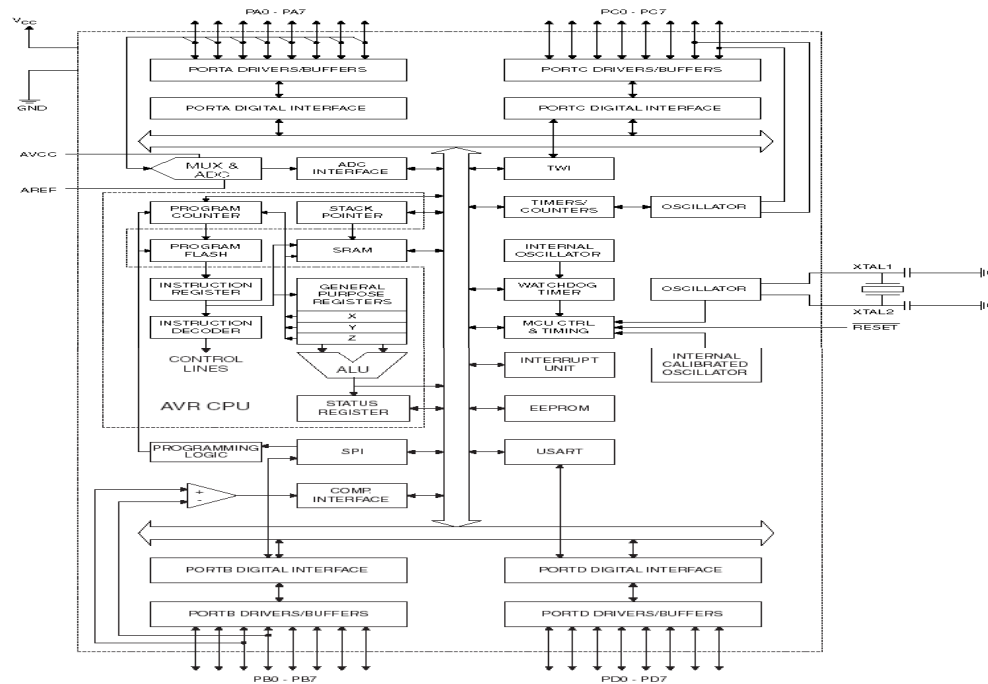 PA0 - PA7
PC0 - PC7
VCC
GND
PORTA DRIVERS/BUFFERS
PORTC DRIVERS/BUFFERS
PORTA DIGITAL INTERFACE
PORTC DIGITAL INTERFACE
AVCC
AREF
MUX &
ADC
ADC
INTERFACE
TWI
PROGRAM
COUNTER
STACK
POINTER
TIMERS/
COUNTERS
OSCILLATOR
PROGRAM
FLASH
SRAM
INTERNAL
OSCILLATOR
INSTRUCTION
REGISTER
GENERAL
PURPOSE
REGISTERS
X
Y
Z
WATCHDOG
TIMER
OSCILLATOR
XTAL1
XTAL2
RESET
INSTRUCTION
DECODER
MCU CTRL
& TIMING
CONTROL
LINES
ALU
INTERRUPT
UNIT
INTERNAL
CALIBRATED
OSCILLATOR
AVR CPU
STATUS
REGISTER
EEPROM
PROGRAMMING
LOGIC
SPI
USART
+
-
COMP.
INTERFACE
PORTB DIGITAL INTERFACE
PORTD DIGITAL INTERFACE
PORTB DRIVERS/BUFFERS
PORTD DRIVERS/BUFFERS
PB0 - PB7
PD0 - PD7